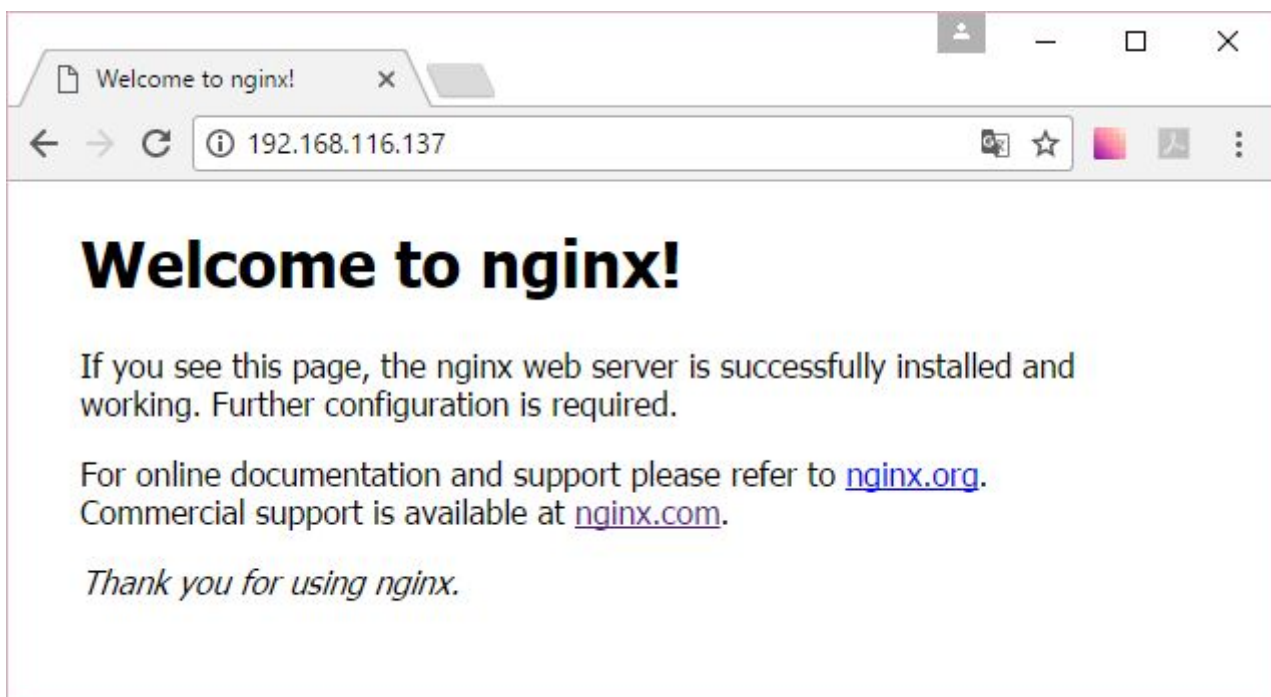 Welcome to nginx!
192.168.116.137
Welcome to nginx!
If you see this page, the nginx web server is successfully installed and
working. Further configuration is required.
For online documentation and support please refer to nginx.org.
Commercial support is available at nginx.com.
Thank you for using nginx.